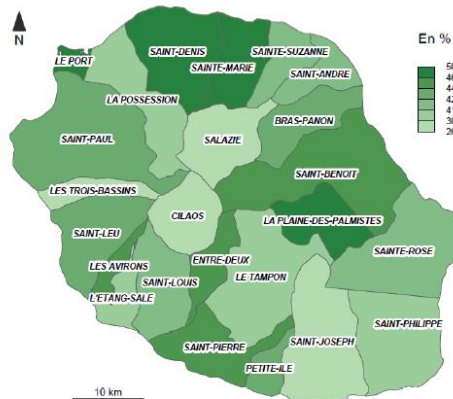 N
En %
LE PORT
SAINT-DENIS
SAINTE-SUZANNE
SAINTE-MARIE
SAINT-ANDRE
LA POSSESSION
BRAS-PANON
SAINT-PAUL
SALAZIE
SAINT-BENOIT
LES TROIS-BASSINS
CILAOS
LA PLAINE-DES-PALMISTES
SAINT-LEU
SAINTE-ROSE
LES AVIRONS
ENTRE-DEUX
SAINT-LOUIS
LE TAMPON
L'ETANG-SALE
SAINT-PHILIPPE
SAINT-PIERRE
SAINT-JOSEPH
PETITE-ILE
10 km